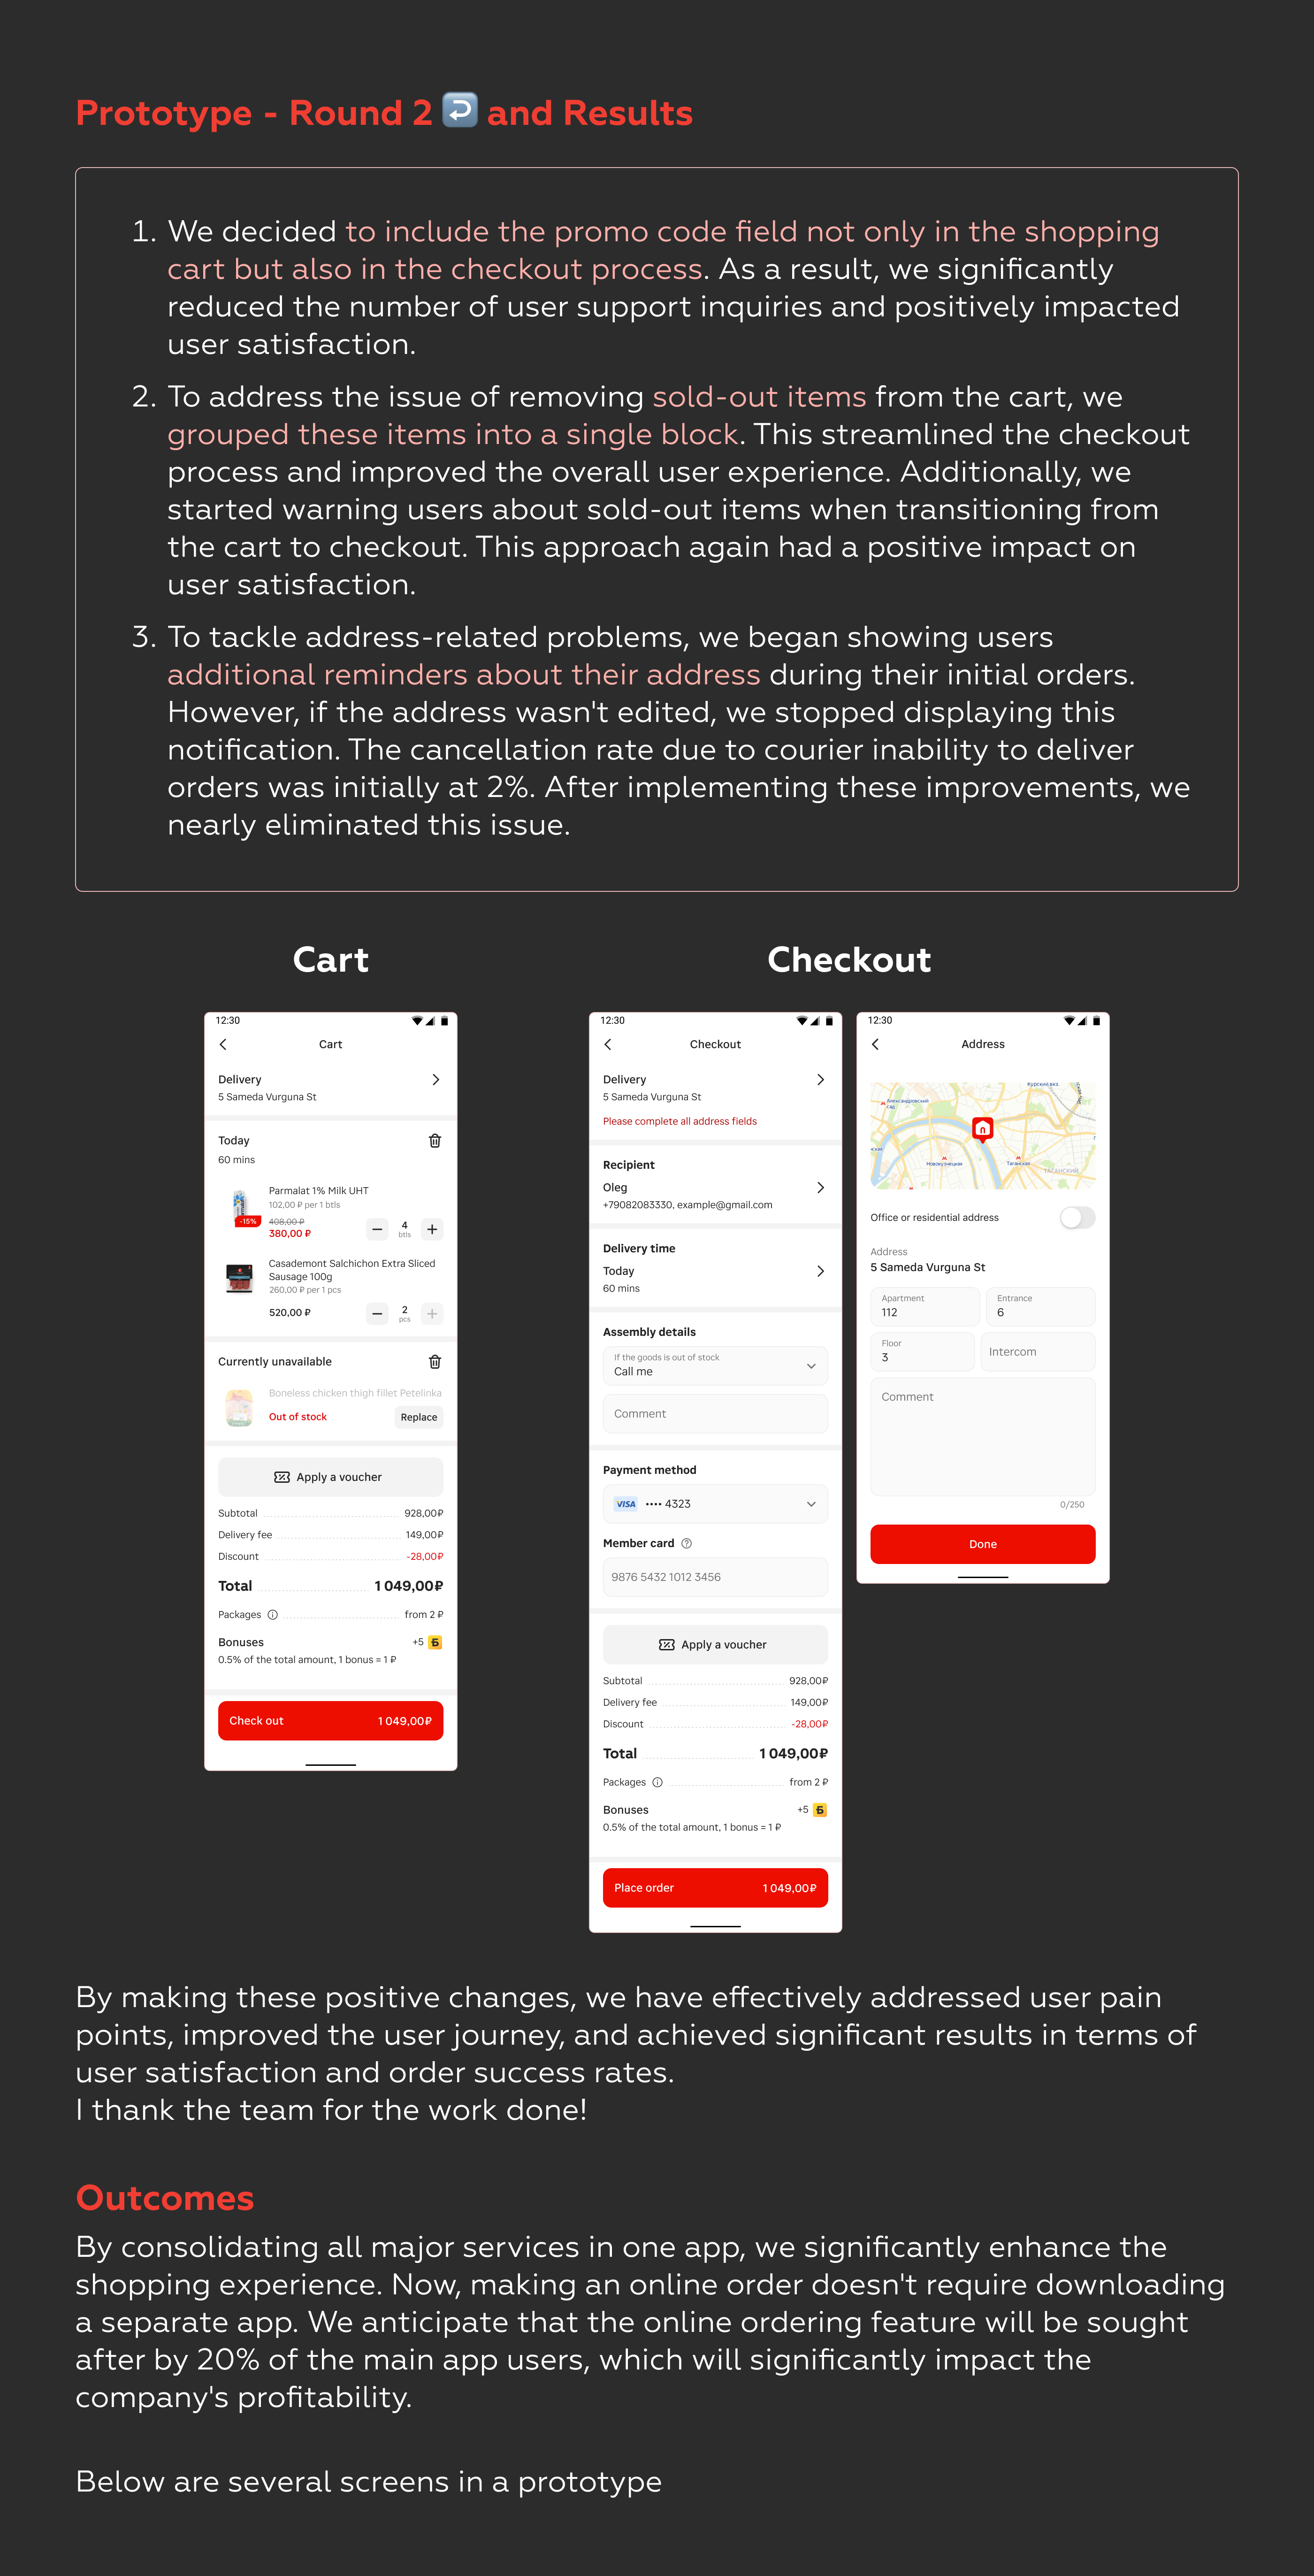 Prototype - Round 2 ↩️ and Results
1. We decided to include the promo code field not only in the shopping
cart but also in the checkout process. As a result, we significantly
reduced the number of user support inquiries and positively impacted
user satisfaction.
2. To address the issue of removing sold-out items from the cart, we
grouped these items into a single block. This streamlined the checkout
process and improved the overall user experience. Additionally, we
started warning users about sold-out items when transitioning from
the cart to checkout. This approach again had a positive impact on
user satisfaction.
3. To tackle address-related problems, we began showing users
additional reminders about their address during their initial orders.
However, if the address wasn't edited, we stopped displaying this
notification. The cancellation rate due to courier inability to deliver
orders was initially at 2%. After implementing these improvements, we
nearly eliminated this issue.
Cart
12:30
Cart
Delivery
5 Sameda Vurguna St
Today
60 mins
Parmalat 1% Milk UHT
102,00 ₽ per 1 btls
-15%
408,00 ₽
380,00 ₽
4
btls
Casademont Salchichon Extra Sliced
Sausage 100g
260,00 ₽ per 1 pcs
520,00 ₽
2
pcs
Currently unavailable
Boneless chicken thigh fillet Petelinka
Out of stock
Replace
Apply a voucher
Subtotal 928,00₽
Delivery fee 149,00₽
Discount -28,00₽
Total 1 049,00₽
Packages from 2 ₽
Bonuses +5 Б
0.5% of the total amount, 1 bonus = 1 ₽
Check out 1 049,00₽
Checkout
12:30
Checkout
Delivery
5 Sameda Vurguna St
Please complete all address fields
Recipient
Oleg
+79082083330, example@gmail.com
Delivery time
Today
60 mins
Assembly details
If the goods is out of stock
Call me
Comment
Payment method
VISA •••• 4323
Member card
9876 5432 1012 3456
Apply a voucher
Subtotal 928,00₽
Delivery fee 149,00₽
Discount -28,00₽
Total 1 049,00₽
Packages from 2 ₽
Bonuses +5 Б
0.5% of the total amount, 1 bonus = 1 ₽
Place order 1 049,00₽
12:30
Address
Курский вкз.
Александровский
сад
Новокузнецкая
Таганская
ТАГАНСКИЙ
Office or residential address
Address
5 Sameda Vurguna St
Apartment
112
Entrance
6
Floor
3
Intercom
Comment
0/250
Done
By making these positive changes, we have effectively addressed user pain
points, improved the user journey, and achieved significant results in terms of
user satisfaction and order success rates.
I thank the team for the work done!
Outcomes
By consolidating all major services in one app, we significantly enhance the
shopping experience. Now, making an online order doesn't require downloading
a separate app. We anticipate that the online ordering feature will be sought
after by 20% of the main app users, which will significantly impact the
company's profitability.
Below are several screens in a prototype